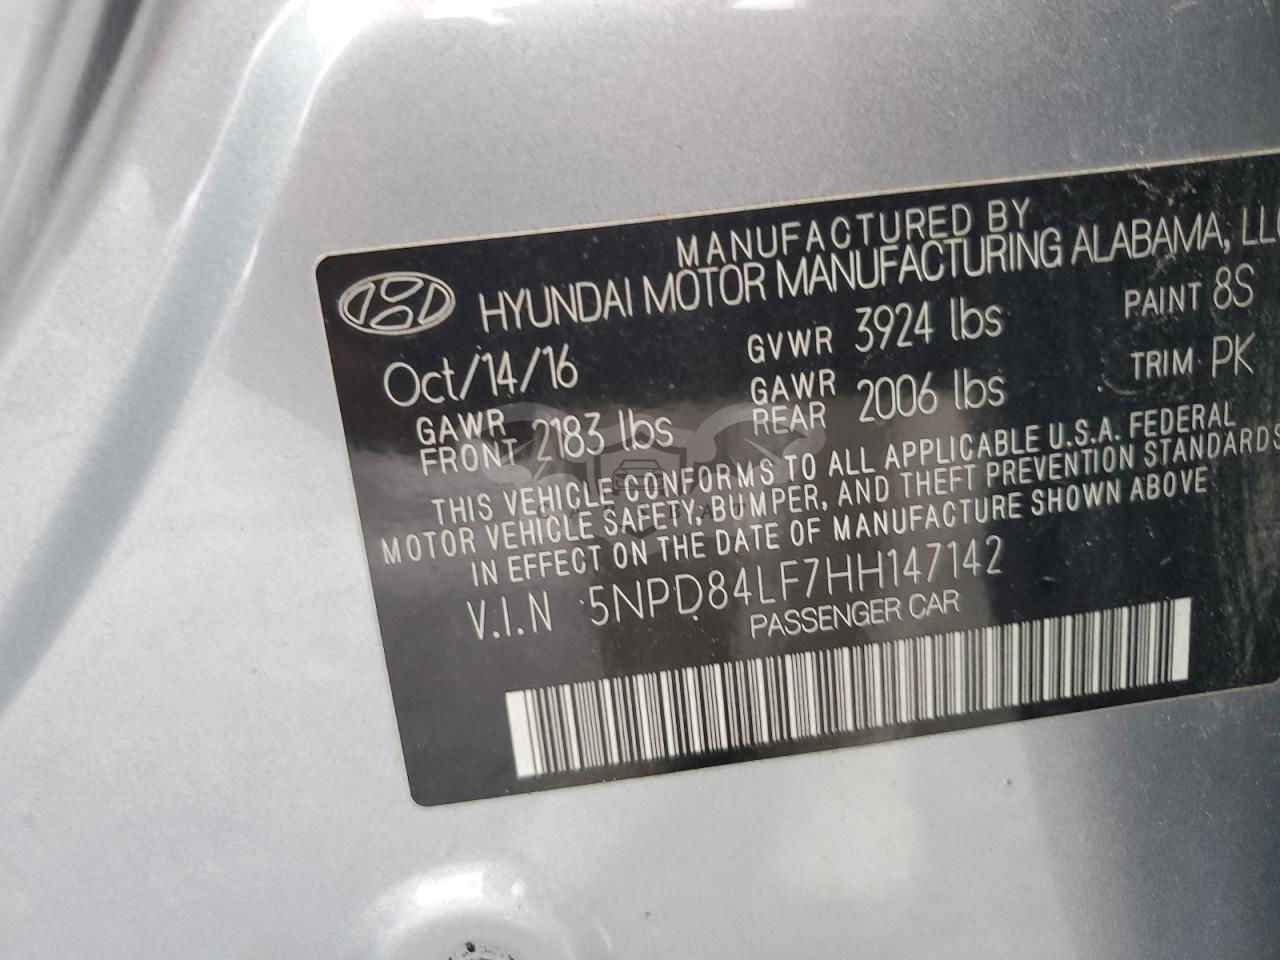 MANUFACTURED BY
HYUNDAI MOTOR MANUFACTURING ALABAMA, LLC
Oct/14/16 GVWR 3924 lbs PAINT 8S
GAWR FRONT 2183 lbs GAWR REAR 2006 lbs TRIM PK
THIS VEHICLE CONFORMS TO ALL APPLICABLE U.S.A. FEDERAL
MOTOR VEHICLE SAFETY, BUMPER, AND THEFT PREVENTION STANDARDS
IN EFFECT ON THE DATE OF MANUFACTURE SHOWN ABOVE
V.I.N 5NPD84LF7HH147142
PASSENGER CAR